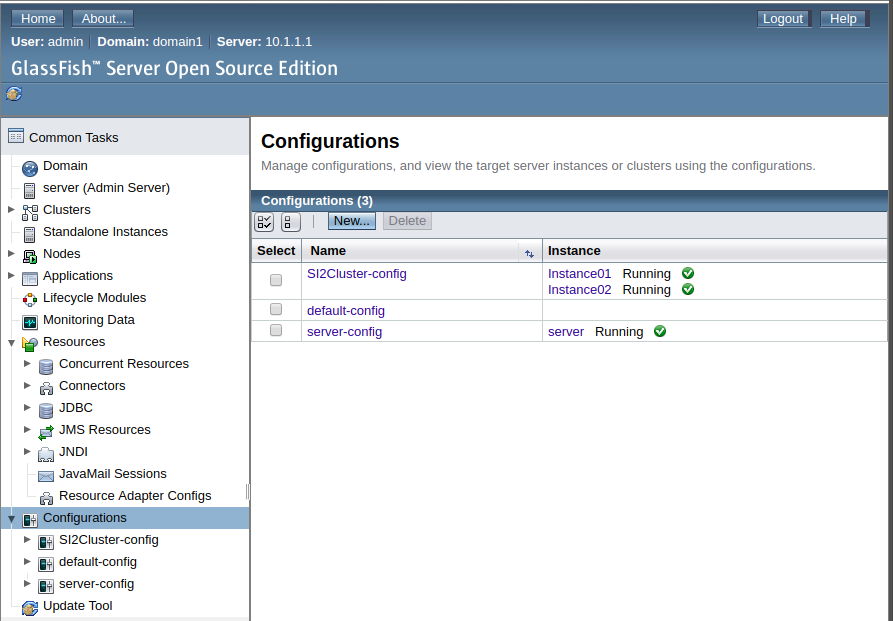 Home About... Logout Help
User: admin Domain: domain1 Server: 10.1.1.1
GlassFish™ Server Open Source Edition
Common Tasks
Domain
server (Admin Server)
Clusters
Standalone Instances
Nodes
Applications
Lifecycle Modules
Monitoring Data
Resources
Concurrent Resources
Connectors
JDBC
JMS Resources
JNDI
JavaMail Sessions
Resource Adapter Configs
Configurations
SI2Cluster-config
default-config
server-config
Update Tool
Configurations
Manage configurations, and view the target server instances or clusters using the configurations.
Configurations (3)
New... Delete
Select Name Instance
SI2Cluster-config Instance01 Running
Instance02 Running
default-config
server-config server Running